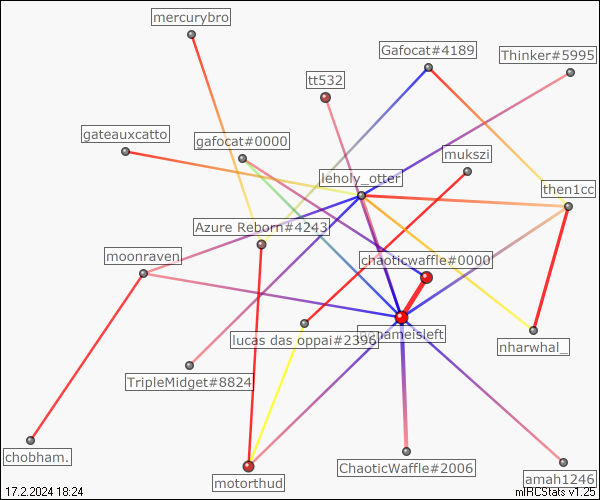 mercurybro
Gafocat#4189
Thinker#5995
tt532
gateauxcatto
gafocat#0000
mukszi
leholy_otter
then1cc
Azure Reborn#4243
moonraven
chaoticwaffle#0000
lucas das oppai#2396
nharwhal_
TripleMidget#8824
chobham.
ChaoticWaffle#2006
motorthud
amah1246
17.2.2024 18:24
mIRCStats v1.25